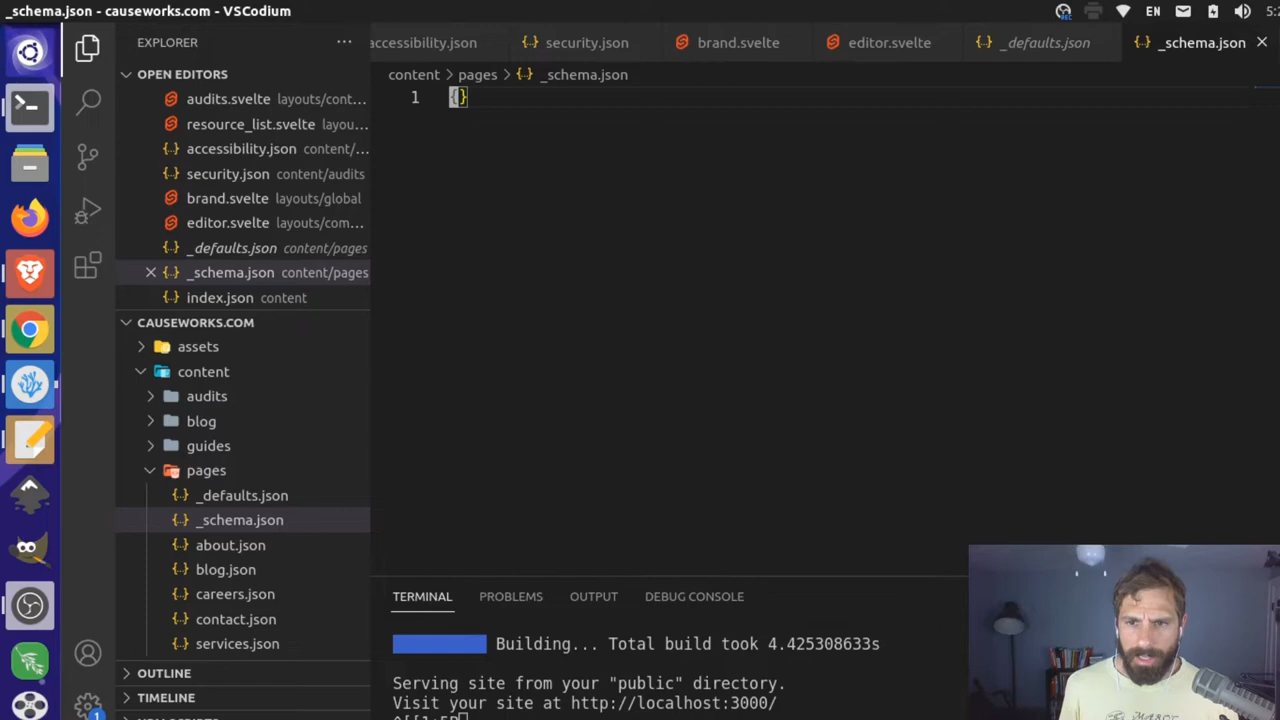 _schema.json - causeworks.com - VSCodium
REC
EN
EXPLORER
accessibility.json
security.json
brand.svelte
editor.svelte
_defaults.json
_schema.json
content > pages > {..} _schema.json
1 {}
OPEN EDITORS
audits.svelte layouts/cont...
resource_list.svelte layou...
accessibility.json content/...
security.json content/audits
brand.svelte layouts/global
editor.svelte layouts/com...
_defaults.json content/pages
_schema.json content/pages
index.json content
CAUSEWORKS.COM
assets
content
audits
blog
guides
pages
_defaults.json
_schema.json
about.json
blog.json
careers.json
contact.json
services.json
OUTLINE
TIMELINE
1
TERMINAL
PROBLEMS
OUTPUT
DEBUG CONSOLE
Building... Total build took 4.425308633s
Serving site from your "public" directory.
Visit your site at http://localhost:3000/